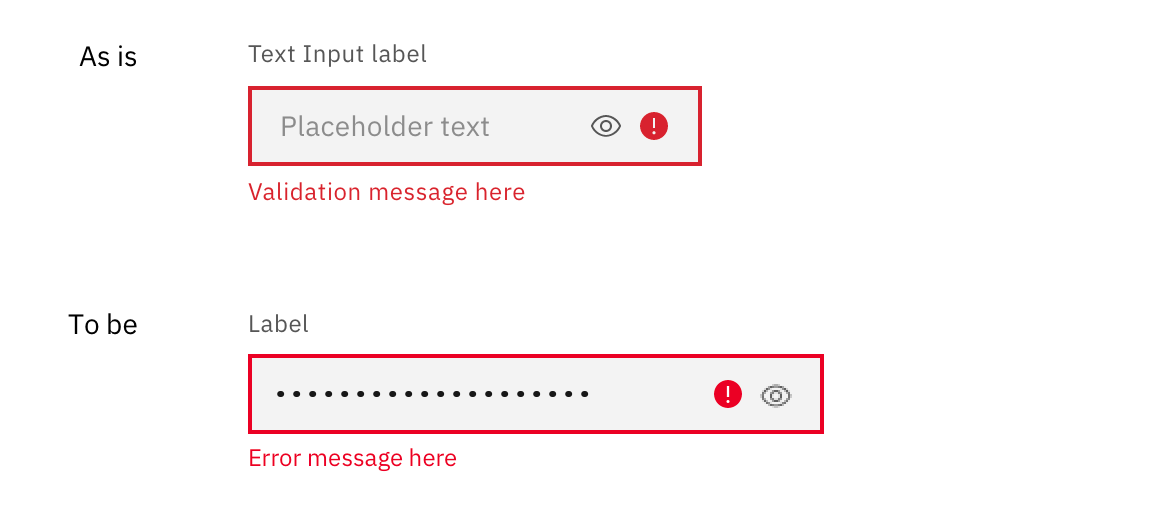 As is
Text Input label
Placeholder text
Validation message here
To be
Label
••••••••••••••••••••
Error message here